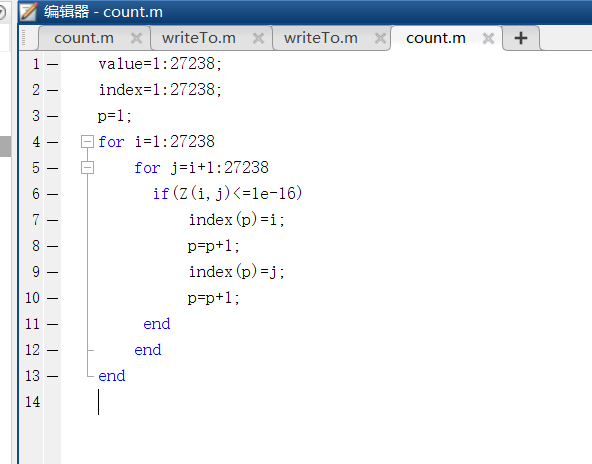 编辑器 - count.m
count.m writeTo.m writeTo.m count.m
1 value=1:27238;
2 index=1:27238;
3 p=1;
4 for i=1:27238
5 for j=i+1:27238
6 if(Z(i,j)<=1e-16)
7 index(p)=i;
8 p=p+1;
9 index(p)=j;
10 p=p+1;
11 end
12 end
13 end
14